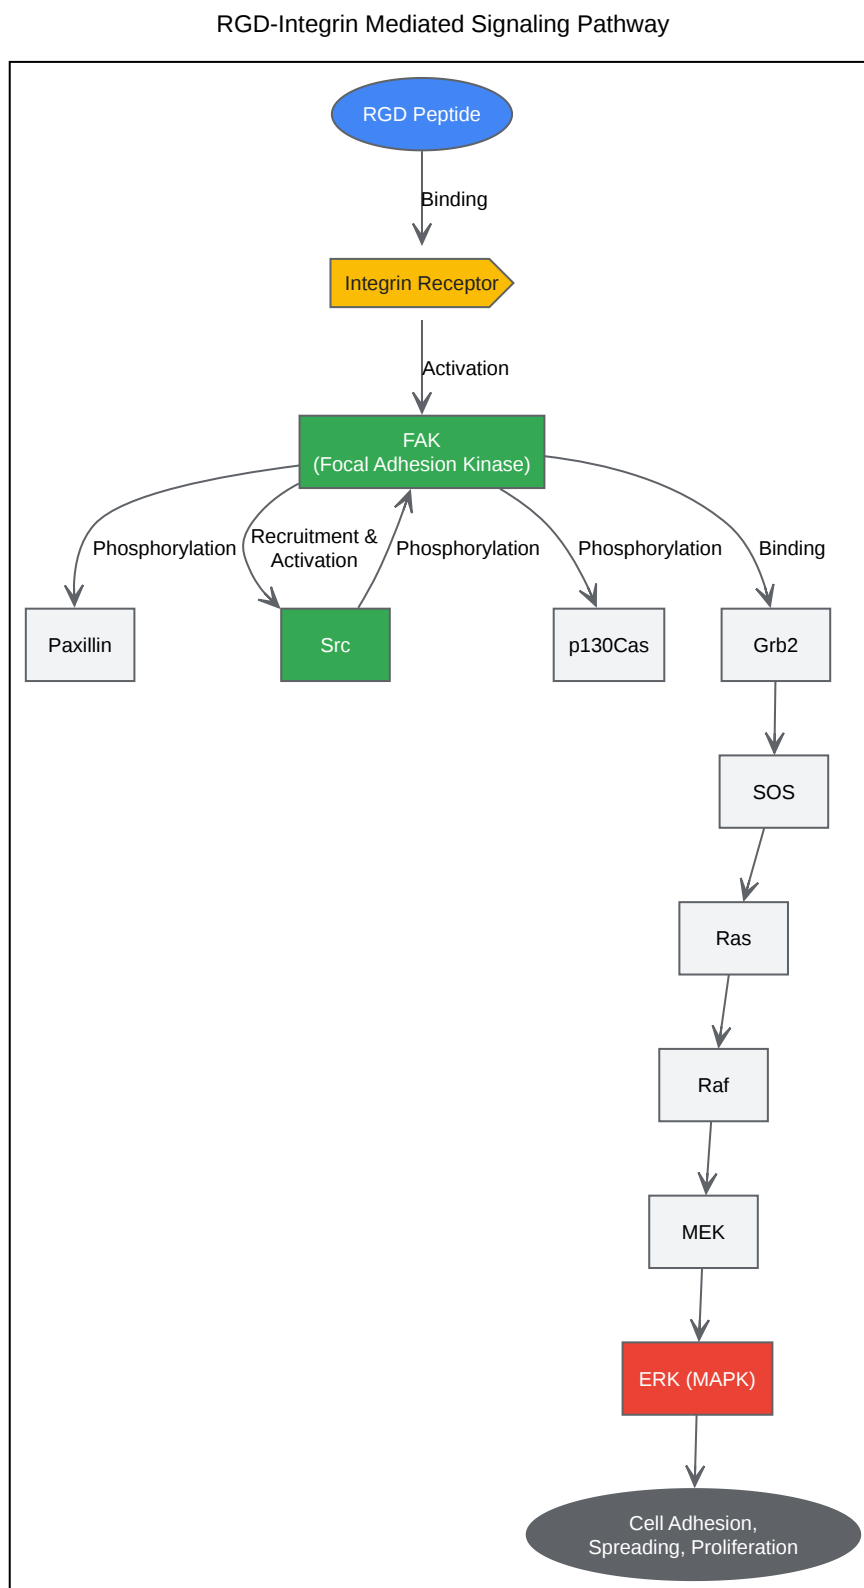 RGD-Integrin Mediated Signaling Pathway
RGD Peptide
Binding
Integrin Receptor
Activation
FAK
(Focal Adhesion Kinase)
Phosphorylation
Recruitment &
Activation
Phosphorylation
Phosphorylation
Binding
Paxillin
Src
p130Cas
Grb2
SOS
Ras
Raf
MEK
ERK (MAPK)
Cell Adhesion,
Spreading, Proliferation